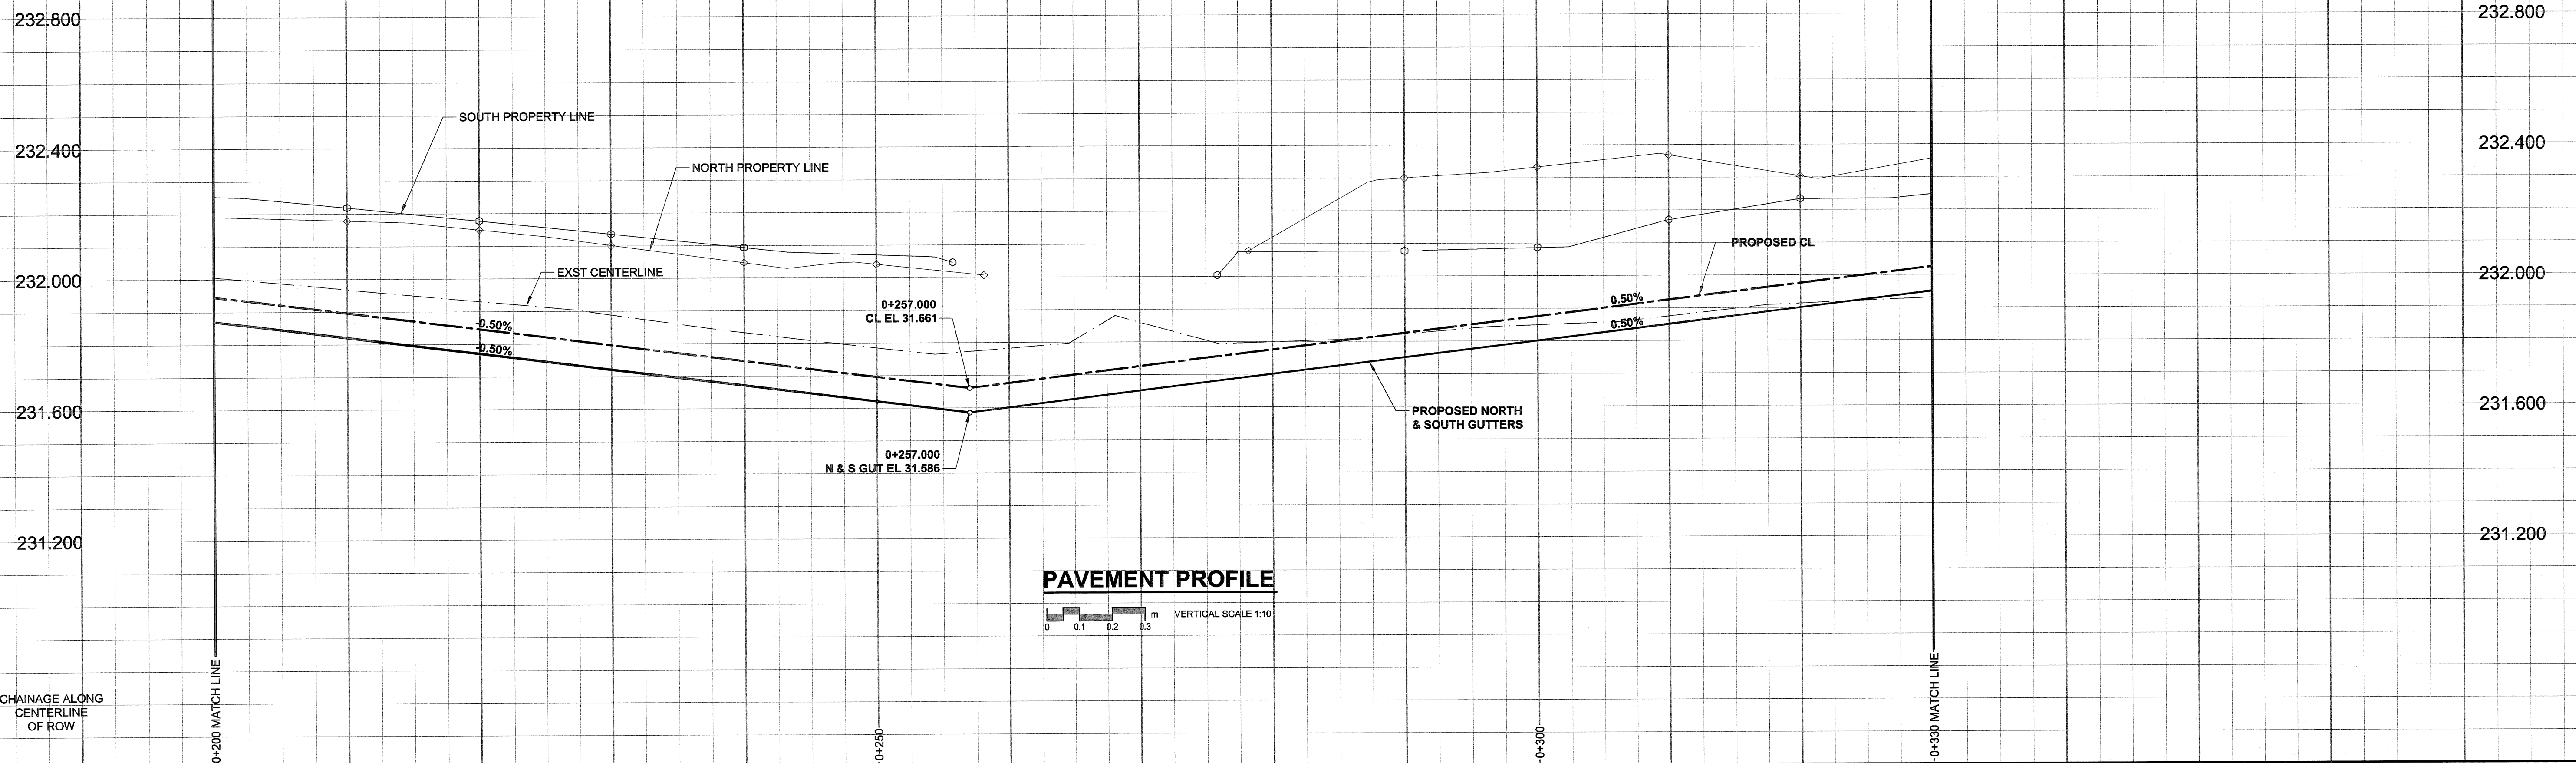 232.800
232.800
SOUTH PROPERTY LINE
232.400
232.400
NORTH PROPERTY LINE
PROPOSED CL
EXST CENTERLINE
232.000
232.000
0+257.000
CL EL 31.661
0.50%
-0.50%
0.50%
-0.50%
231.600
231.600
PROPOSED NORTH
& SOUTH GUTTERS
0+257.000
N & S GUT EL 31.586
231.200
231.200
PAVEMENT PROFILE
m VERTICAL SCALE 1:10
0 0.1 0.2 0.3
CHAINAGE ALONG
CENTERLINE
OF ROW
0+200 MATCH LINE
0+250
0+300
0+330 MATCH LINE